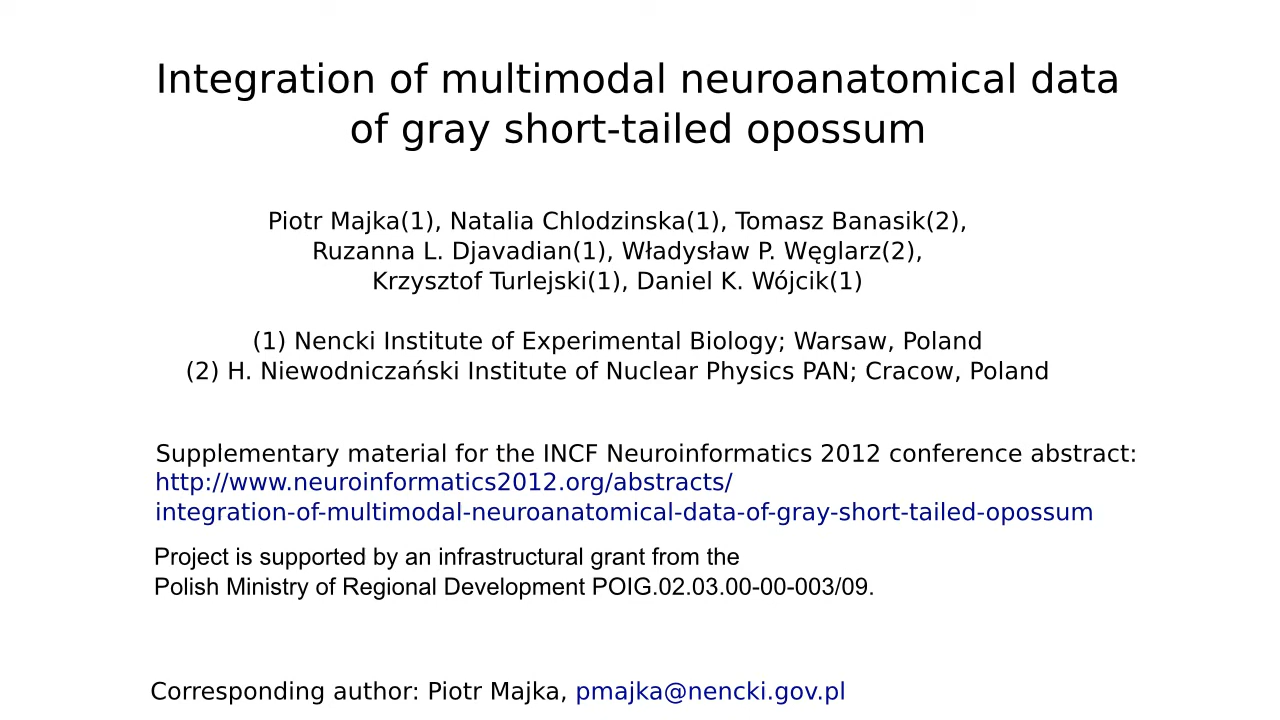 Integration of multimodal neuroanatomical data
of gray short-tailed opossum
Piotr Majka(1), Natalia Chlodzinska(1), Tomasz Banasik(2),
Ruzanna L. Djavadian(1), Władysław P. Węglarz(2),
Krzysztof Turlejski(1), Daniel K. Wójcik(1)
(1) Nencki Institute of Experimental Biology; Warsaw, Poland
(2) H. Niewodniczański Institute of Nuclear Physics PAN; Cracow, Poland
Supplementary material for the INCF Neuroinformatics 2012 conference abstract:
http://www.neuroinformatics2012.org/abstracts/
integration-of-multimodal-neuroanatomical-data-of-gray-short-tailed-opossum
Project is supported by an infrastructural grant from the
Polish Ministry of Regional Development POIG.02.03.00-00-003/09.
Corresponding author: Piotr Majka, pmajka@nencki.gov.pl